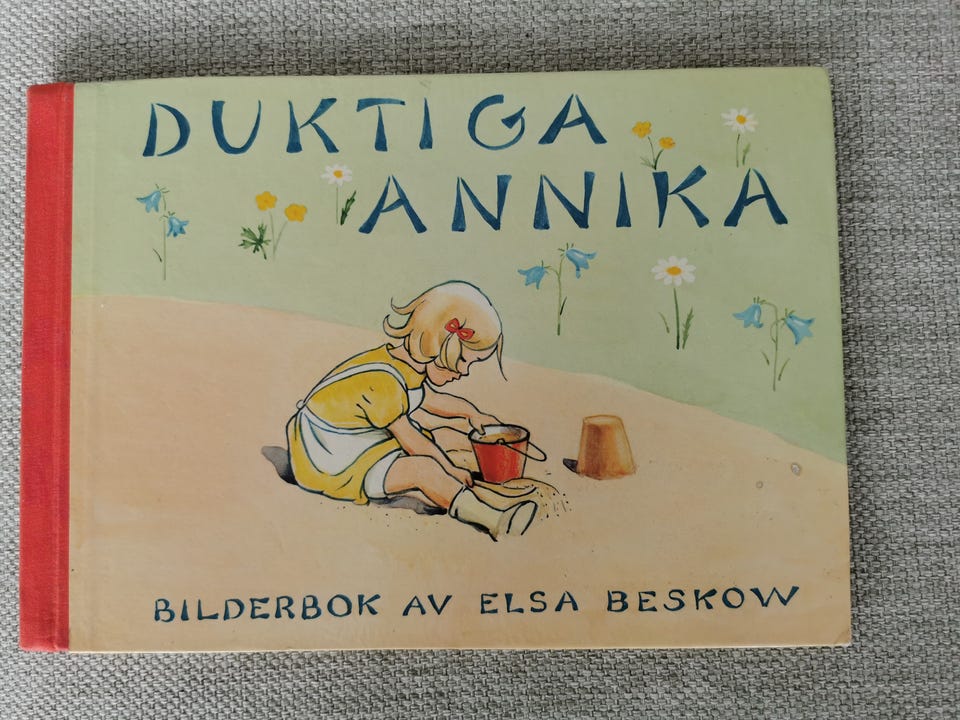 DUKTIGA
ANNIKA
BILDERBOK AV ELSA BESKOW